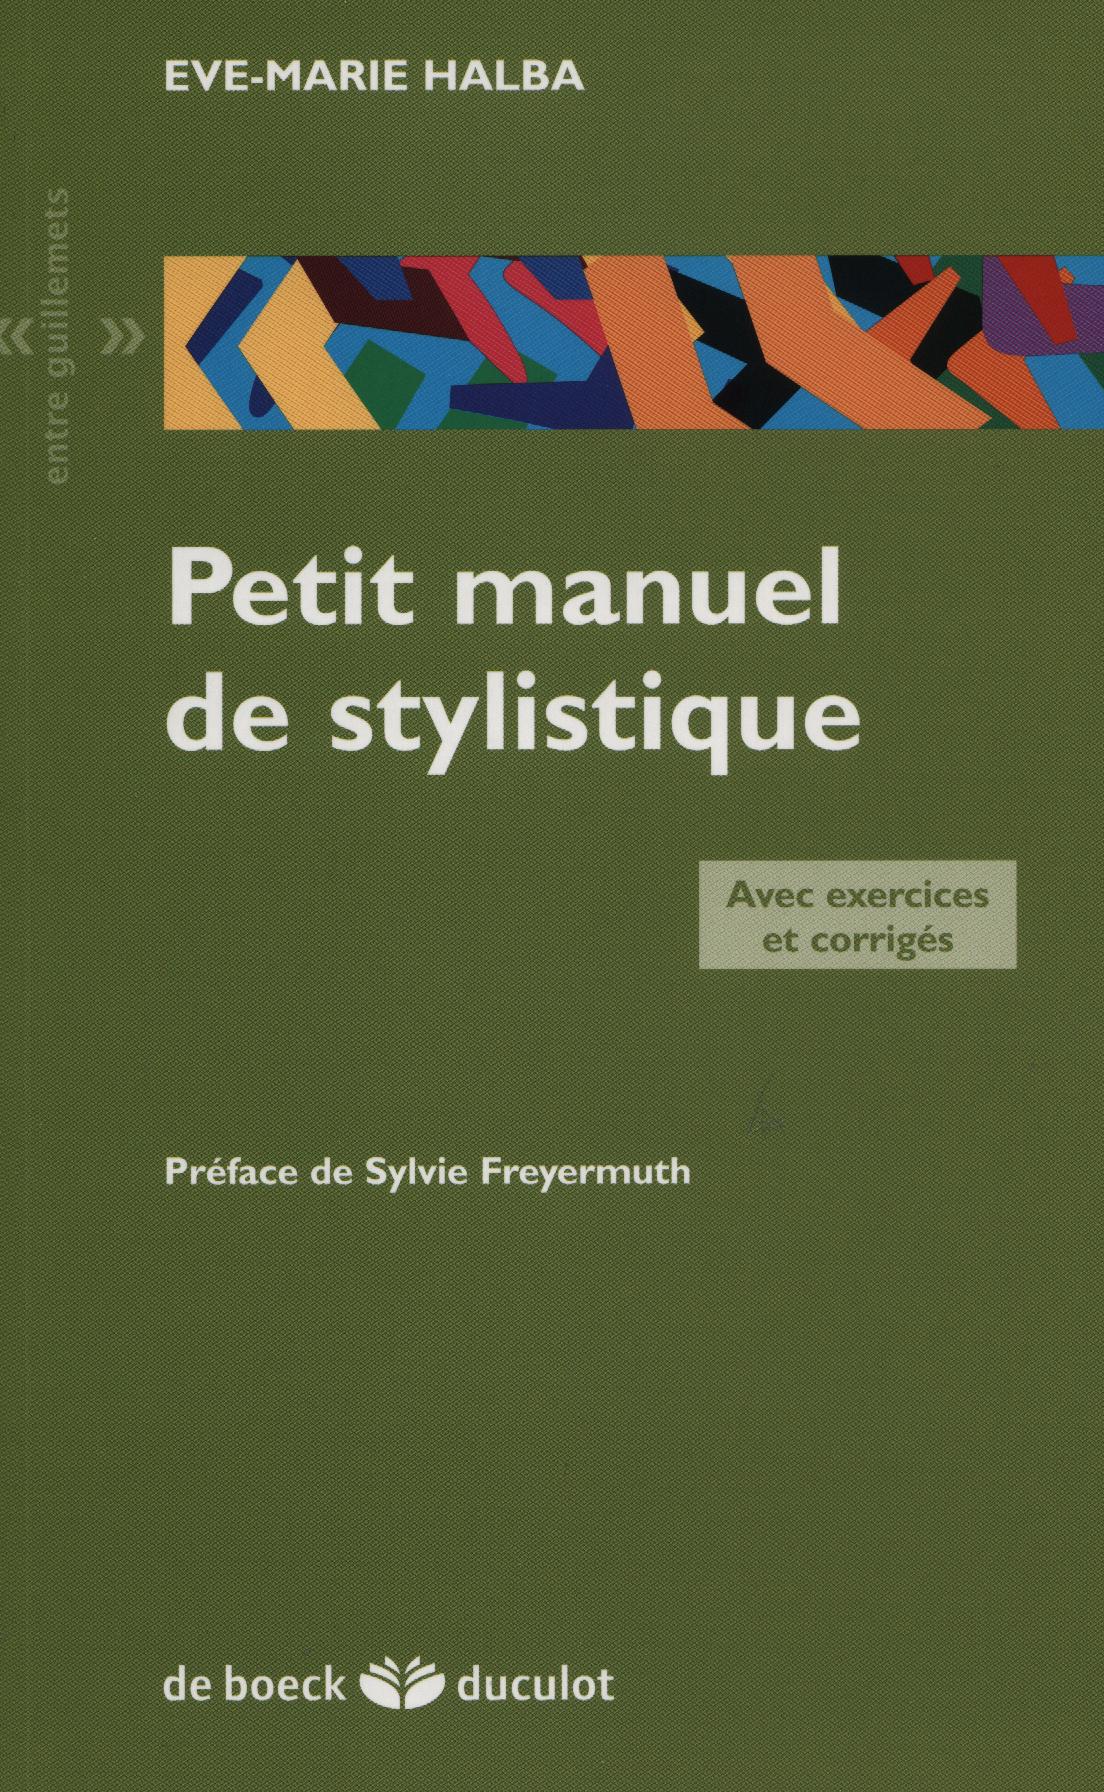 EVE-MARIE HALBA
« entre guillemets »
Petit manuel
de stylistique
Avec exercices
et corrigés
Préface de Sylvie Freyermuth
de boeck duculot